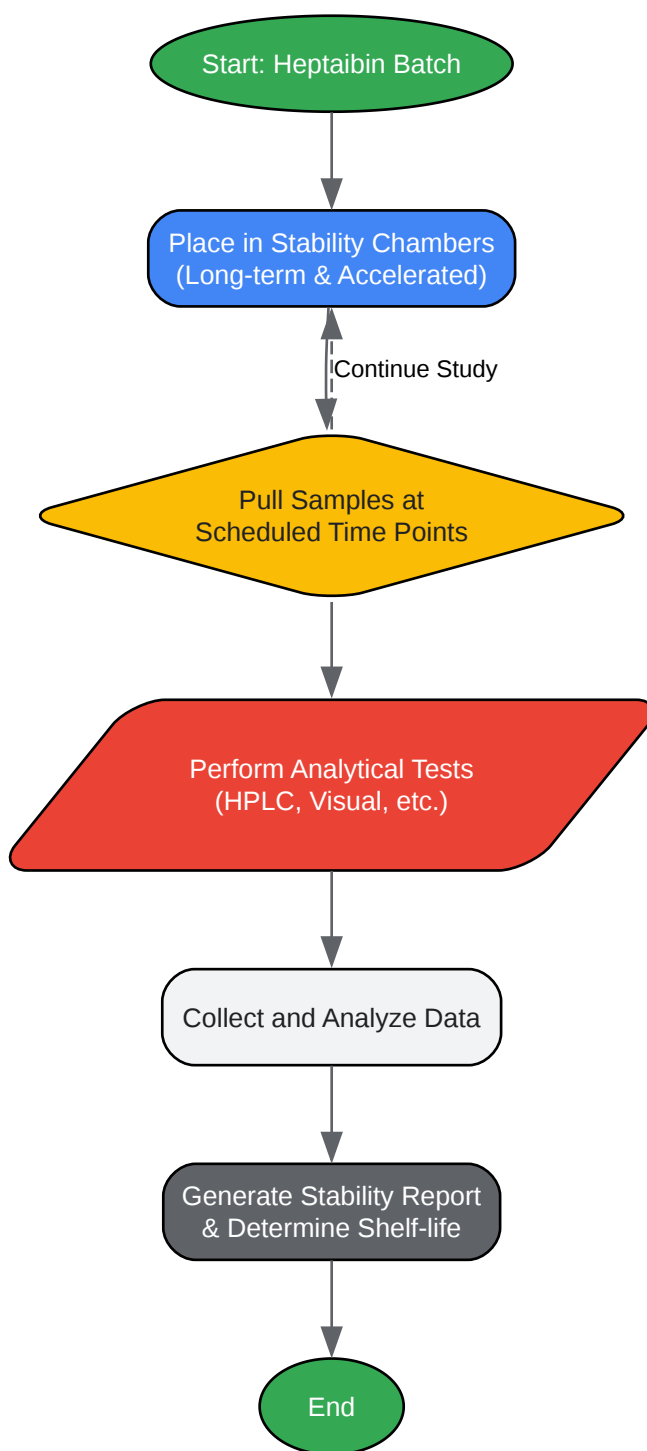 Start: Heptaibin Batch
Place in Stability Chambers
(Long-term & Accelerated)
Continue Study
Pull Samples at
Scheduled Time Points
Perform Analytical Tests
(HPLC, Visual, etc.)
Collect and Analyze Data
Generate Stability Report
& Determine Shelf-life
End